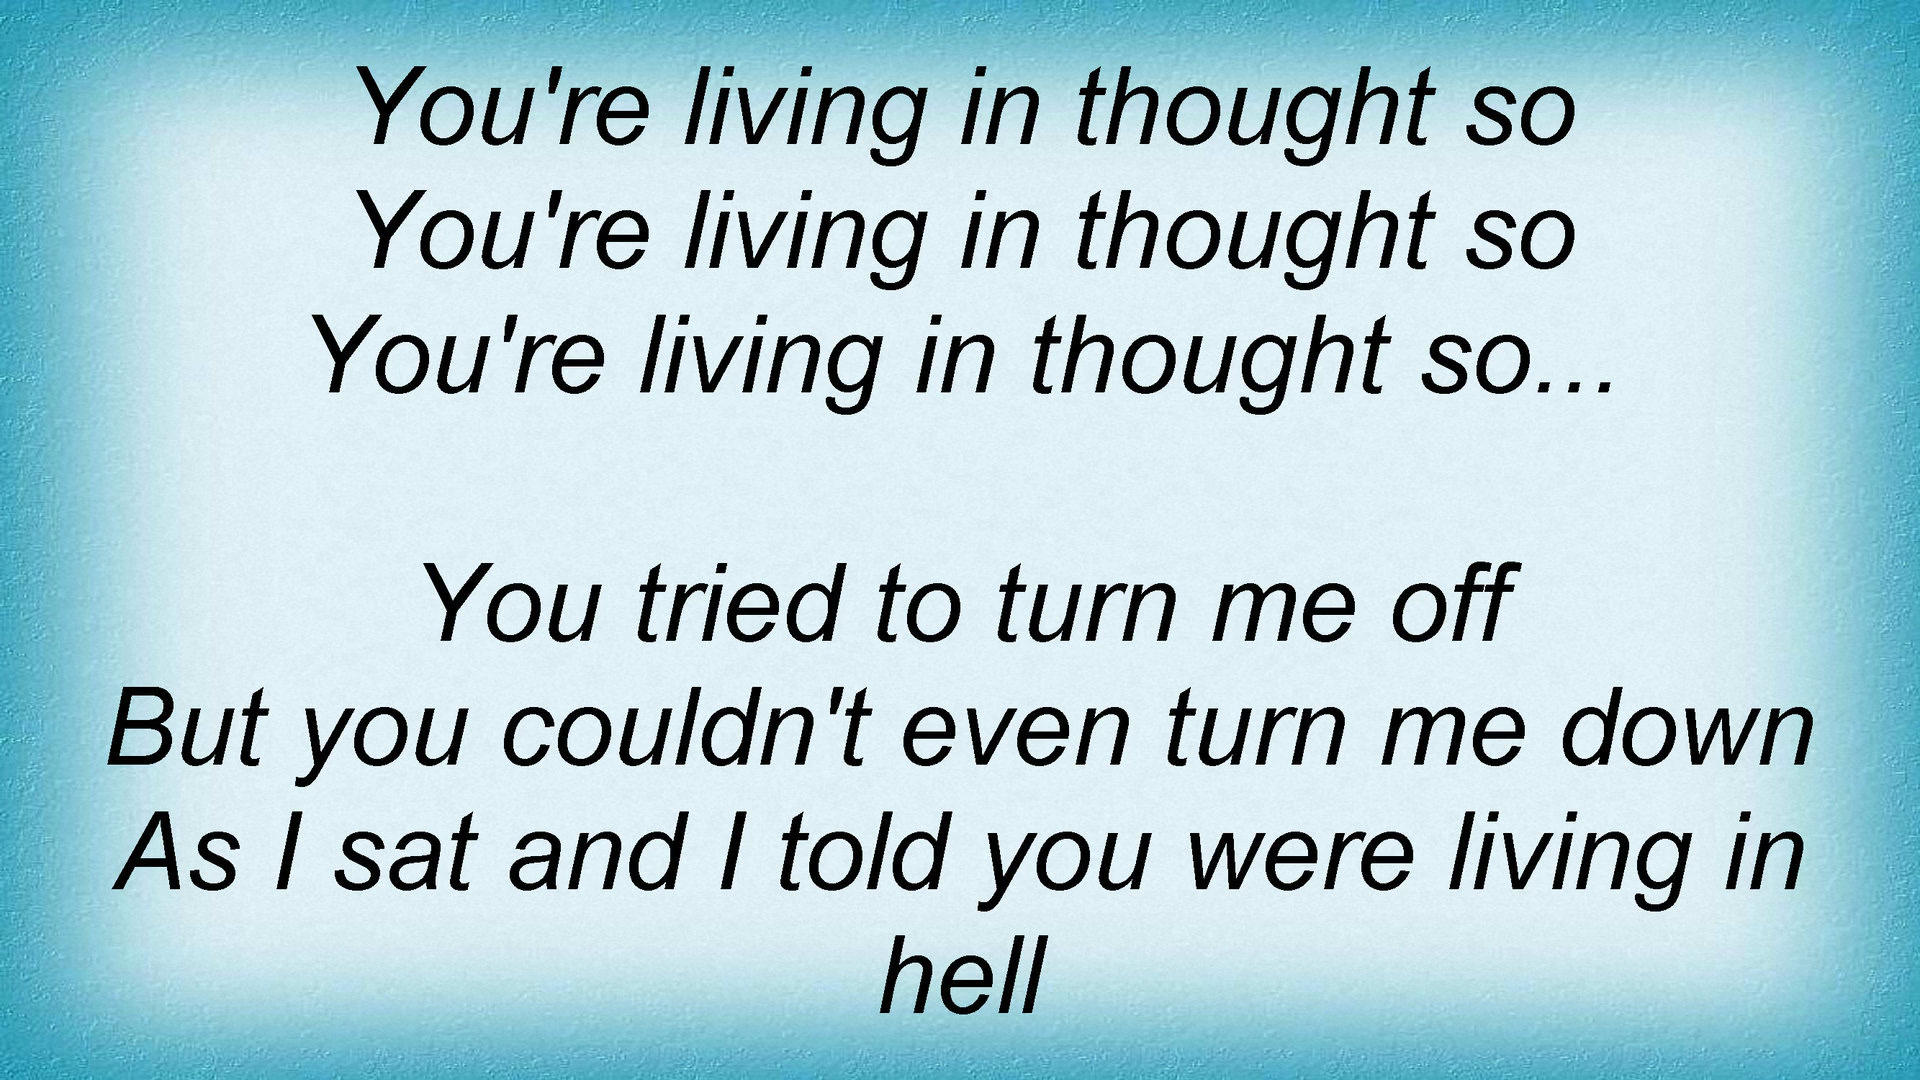 You're living in thought so
You're living in thought so
You're living in thought so...
You tried to turn me off
But you couldn't even turn me down
As I sat and I told you were living in
hell